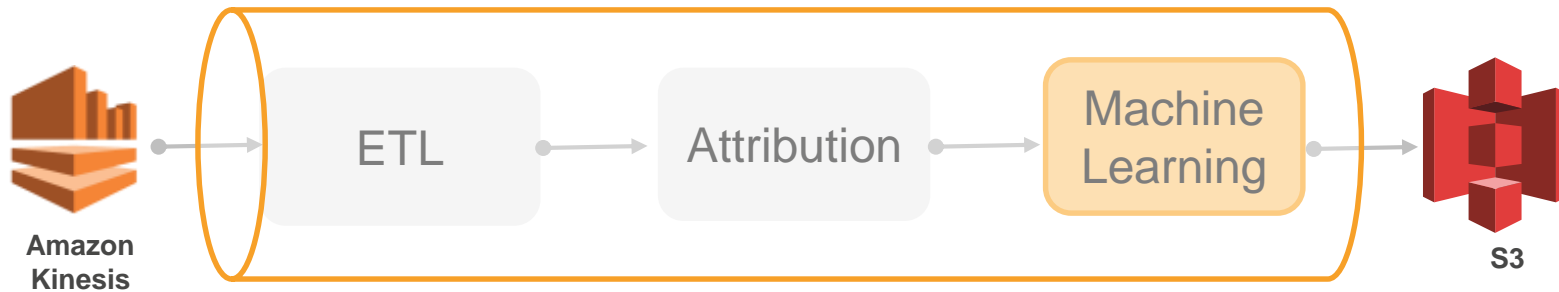 Amazon
Kinesis
ETL
Attribution
Machine
Learning
S3